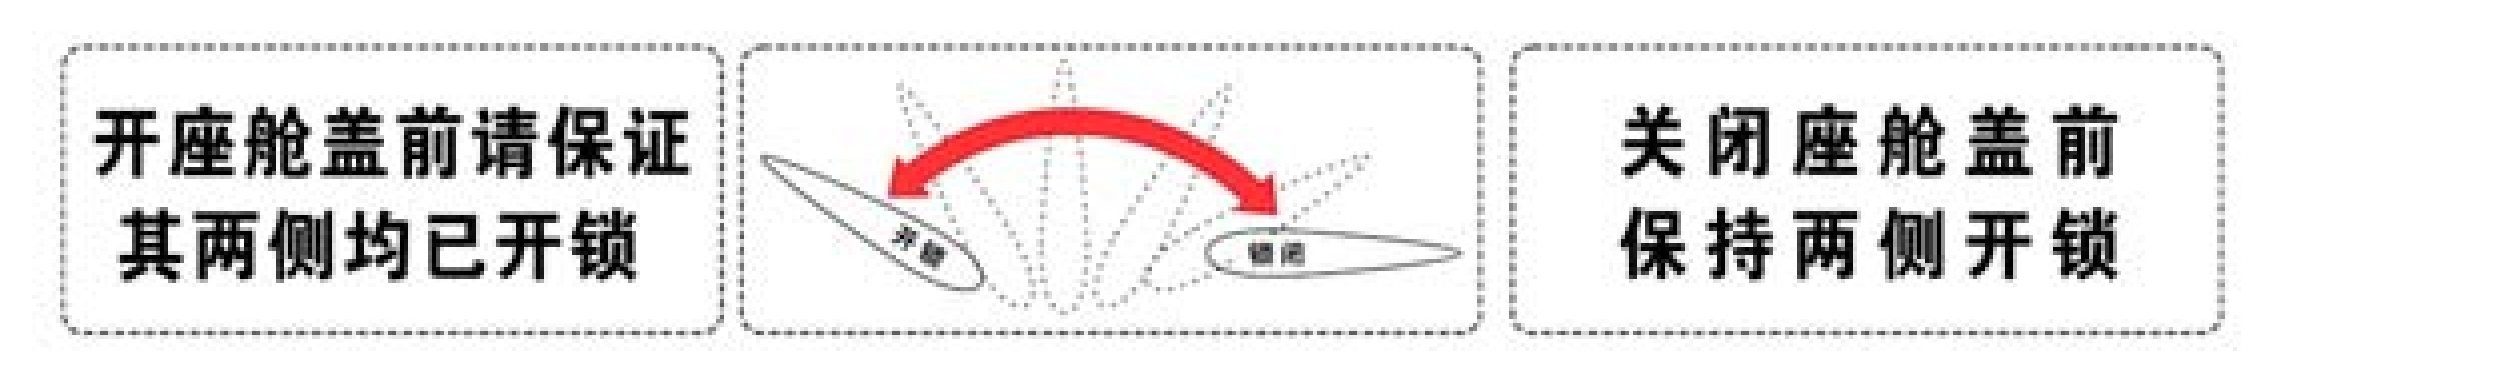 开座舱盖前请保证
其两侧均已开锁
开锁
锁闭
关闭座舱盖前
保持两侧开锁